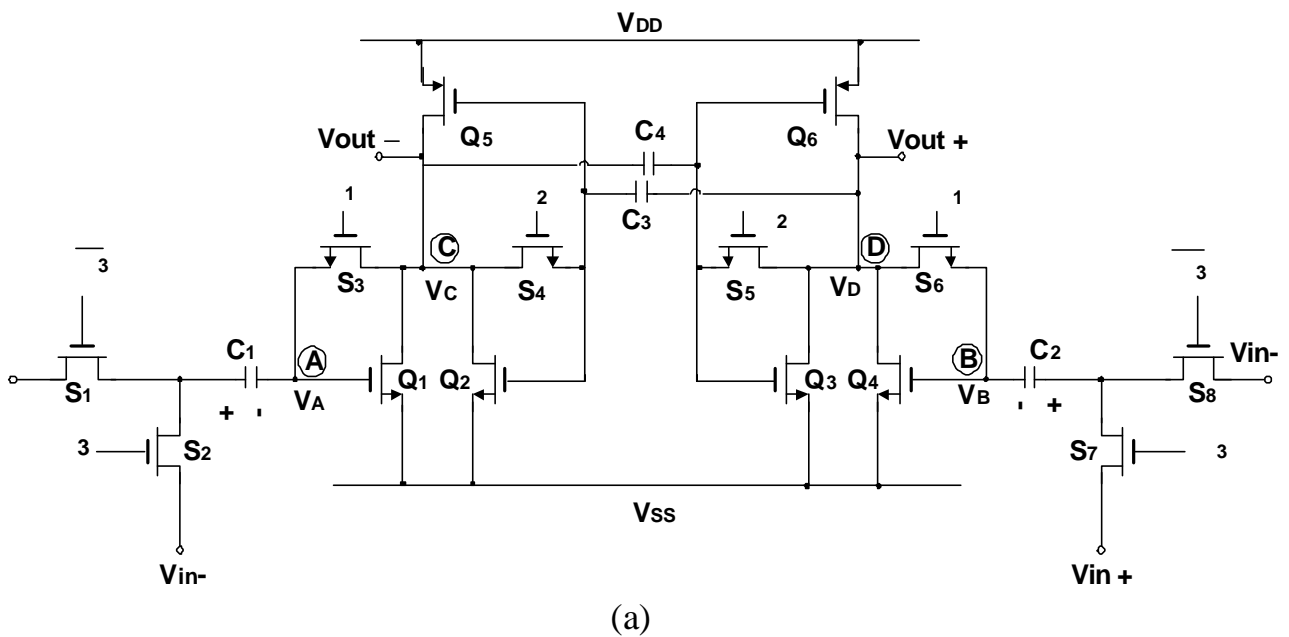 VDD
Vout –
Q5
C4
Q6
Vout +
C3
1
2
2
1
3
C
D
3
S3
VC
S4
S5
VD
S6
C1
A
B
C2
Vin-
S1
+
-
VA
Q1
Q2
Q3
Q4
VB
-
+
S8
3
S2
S7
3
VSS
Vin-
Vin +
(a)